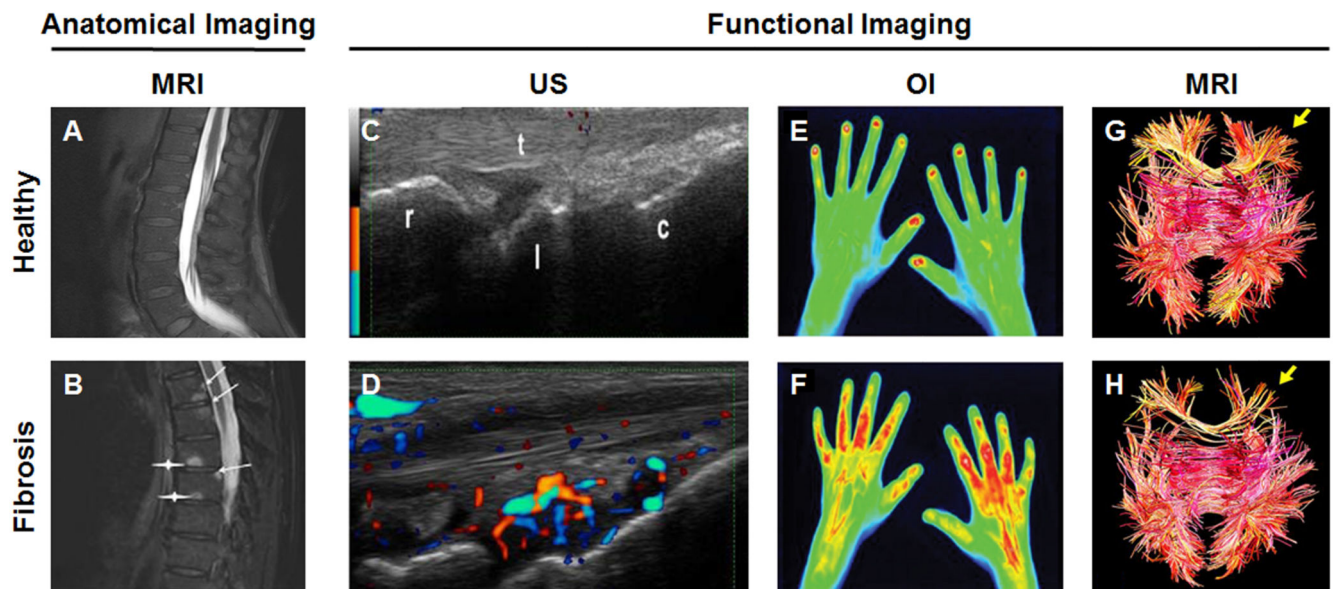 Anatomical Imaging Functional Imaging
MRI US OI MRI
Healthy
A C E G
t
r l c
Fibrosis
B D F H